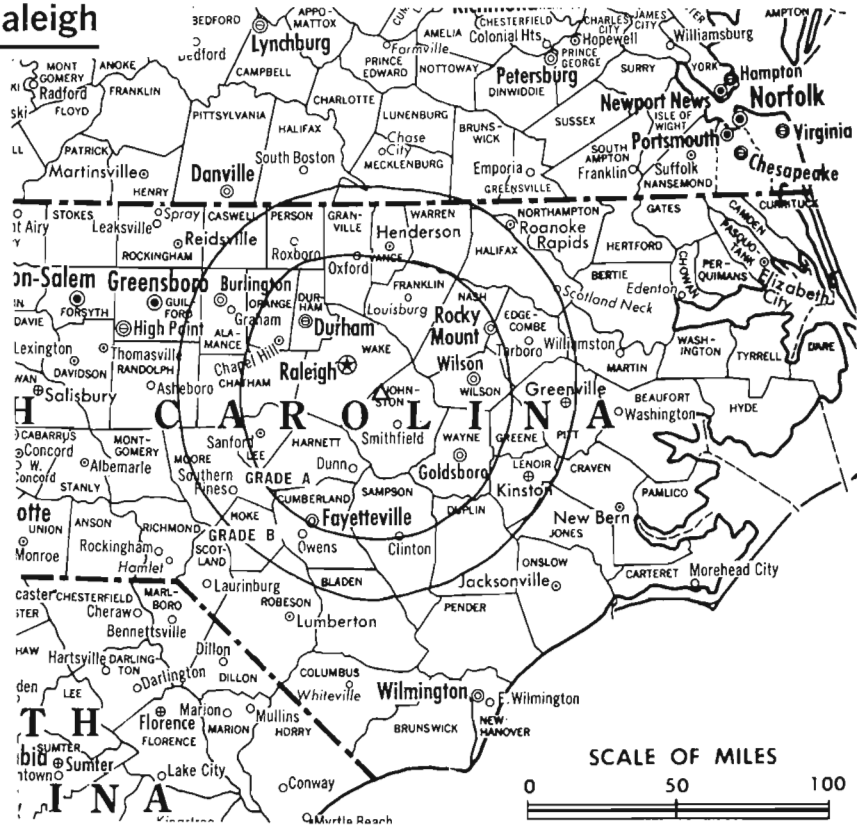 aleigh
BEDFORD
APPO-
MATTOX
AMELIA
CHESTERFIELD
CHARLES
CITY
JAMES
CITY
AMPTON
Lynchburg
Farmville
Colonial Hts.
Hopewell
Williamsburg
MONT
GOMERY
ANOKE
FRANKLIN
CAMPBELL
PRINCE
EDWARD
NOTTOWAY
Petersburg
PRINCE
GEORGE
DINWIDDIE
SURRY
YORK
Hampton
Radford
FLOYD
PITTSYLVANIA
CHARLOTTE
LUNENBURG
SUSSEX
Newport News
Norfolk
ISLE OF
WIGHT
Portsmouth
Virginia
HALIFAX
Chase
City
MECKLENBURG
BRUNS-
WICK
SOUTH
AMPTON
Suffolk
Chesapeake
PATRICK
Martinsville
HENRY
Danville
South Boston
Emporia
GREENSVILLE
Franklin
NANSEMOND
CURRITUCK
STOKES
Spray
Leaksville
CASWELL
PERSON
GRAN-
VILLE
WARREN
NORTHAMPTON
GATES
CAMDEN
PASQUO-
TANK
nt Airy
ROCKINGHAM
Reidsville
Roxboro
Henderson
VANCE
Roanoke
Rapids
HALIFAX
HERTFORD
CHOWAN
PER-
QUIMANS
Oxford
BERTIE
Edenton
Elizabeth
City
on-Salem
FORSYTH
Greensboro
GUIL
FORD
Burlington
Graham
ORANGE
DUR-
HAM
Durham
FRANKLIN
Louisburg
NASH
Rocky
Mount
EDGE-
COMBE
Tarboro
Scotland Neck
Williamston
MARTIN
WASH-
INGTON
TYRRELL
DARE
DAVIE
High Point
ALA-
MANCE
Chapel Hill
WAKE
Raleigh
Wilson
WILSON
Lexington
DAVIDSON
Thomasville
RANDOLPH
Asheboro
CHATHAM
JOHN-
STON
Greenville
PITT
BEAUFORT
Washington
HYDE
WAN
Salisbury
H CAROLINA
Smithfield
Sanford
LEE
HARNETT
WAYNE
GREENE
CABARRUS
Concord
W.
Concord
Albemarle
STANLY
MONT-
GOMERY
MOORE
Southern
Pines
GRADE A
Dunn
Goldsboro
LENOIR
Kinston
CRAVEN
PAMLICO
SAMPSON
CUMBERLAND
Fayetteville
Owens
DUPLIN
Clinton
New Bern
JONES
otte
UNION
Monroe
ANSON
RICHMOND
Rockingham
Hamlet
HOKE
GRADE B
SCOT-
LAND
Laurinburg
BLADEN
ONSLOW
Jacksonville
CARTERET
Morehead City
caster
CHESTERFIELD
Cheraw
MARL-
BORO
Bennettsville
ROBESON
Lumberton
PENDER
Hartsville
DARLING-
TON
Darlington
Dillon
DILLON
COLUMBUS
Whiteville
Wilmington
E. Wilmington
NEW-
HANOVER
BRUNSWICK
LEE
Florence
FLORENCE
Marion
MARION
Mullins
HORRY
T H
SUMTER
bia
Sumter
Lake City
Conway
Myrtle Beach
I N A
SCALE OF MILES
0 50 100